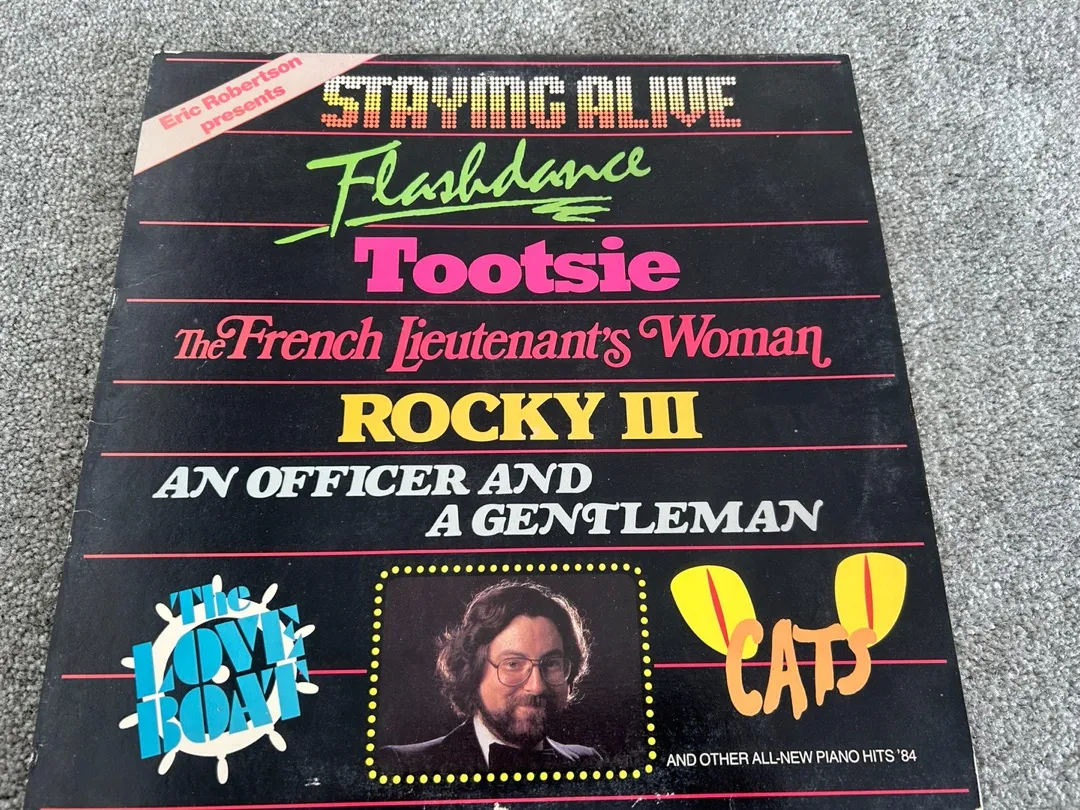 Eric Robertson
presents
STAYING ALIVE
Flashdance
Tootsie
The French Lieutenant's Woman
ROCKY III
AN OFFICER AND
A GENTLEMAN
The
LOVE
BOAT
CATS
AND OTHER ALL-NEW PIANO HITS '84